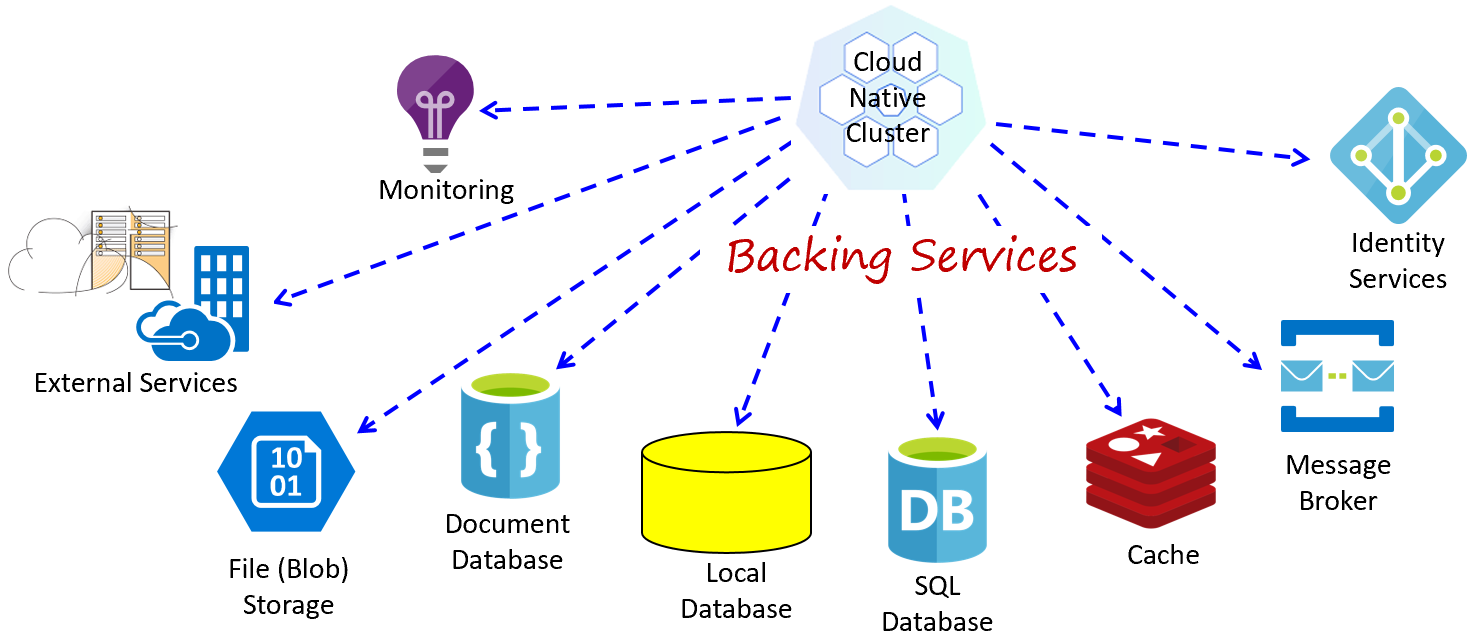 Cloud
Native
Cluster
Monitoring
Backing Services
Identity
Services
External Services
10
01
File (Blob)
Storage
Document
Database
Local
Database
DB
SQL
Database
Cache
Message
Broker